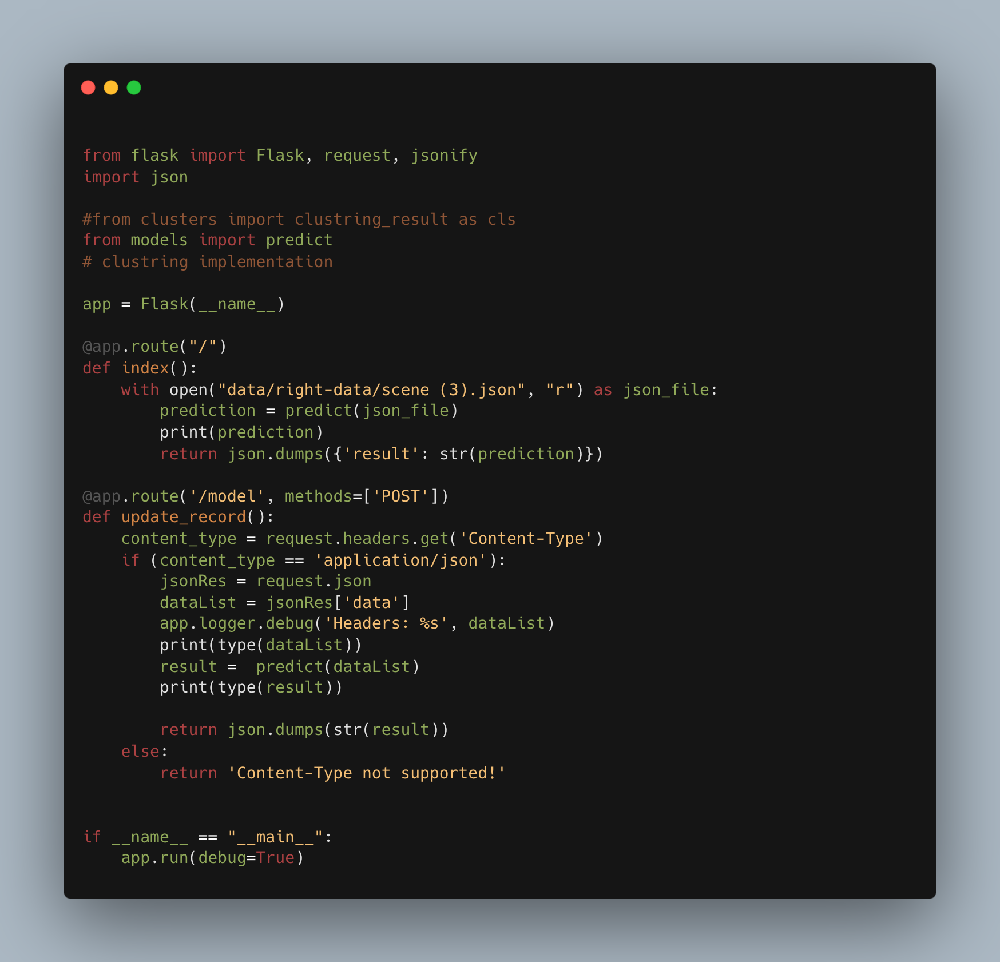 from flask import Flask, request, jsonify
import json

#from clusters import clustring_result as cls
from models import predict
# clustring implementation

app = Flask(__name__)

@app.route("/")
def index():
    with open("data/right-data/scene (3).json", "r") as json_file:
        prediction = predict(json_file)
        print(prediction)
        return json.dumps({'result': str(prediction)})

@app.route('/model', methods=['POST'])
def update_record():
    content_type = request.headers.get('Content-Type')
    if (content_type == 'application/json'):
        jsonRes = request.json
        dataList = jsonRes['data']
        app.logger.debug('Headers: %s', dataList)
        print(type(dataList))
        result =  predict(dataList)
        print(type(result))

        return json.dumps(str(result))
    else:
        return 'Content-Type not supported!'


if __name__ == "__main__":
    app.run(debug=True)